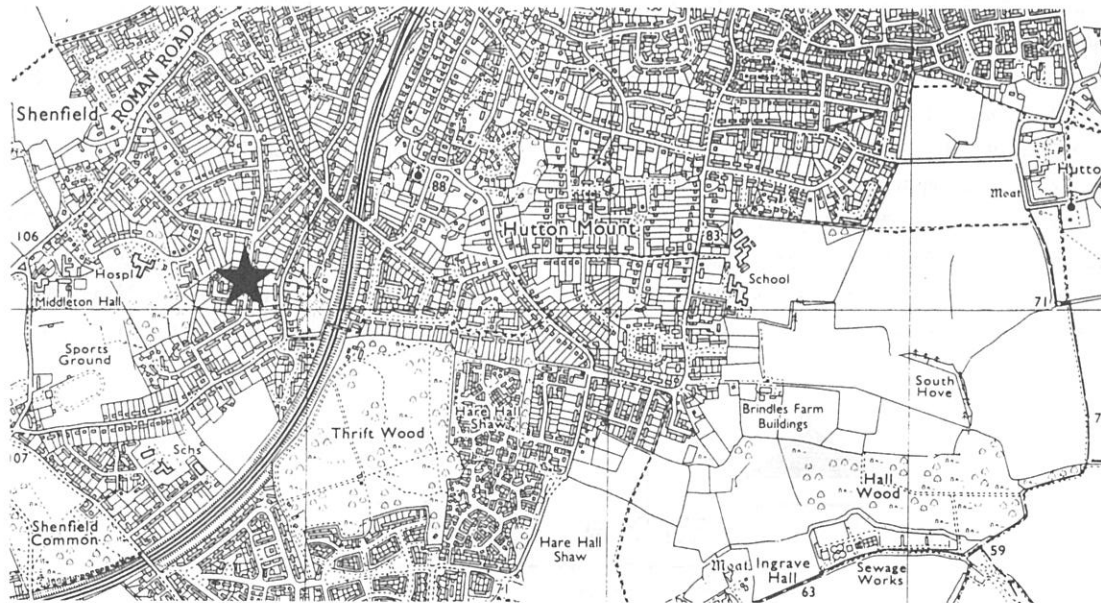 Sta
ROMAN ROAD
Shenfield
88
Hutto
Moat
Hutton Mount
83
106
Hospl
School
Middleton Hall
71
Sports
Ground
South
Hove
Hare Hall
Shaw
Brindles Farm
Buildings
Thrift Wood
7
07
Schs
Hall
Wood
Shenfield
Common
Hare Hall
Shaw
59
Moat
Ingrave
Hall
Sewage
Works
63
71